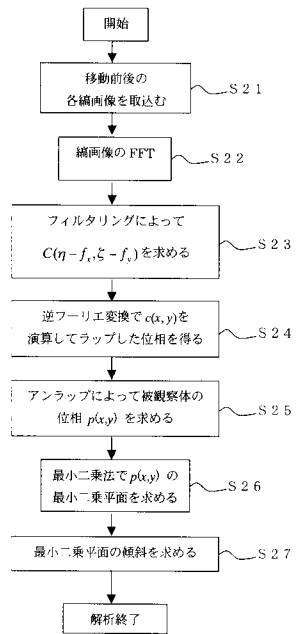 開始
移動前後の
各縞画像を取込む
S21
縞画像の FFT
S22
フィルタリングによって
C(η－fx,ζ－fy)を求める
S23
逆フーリエ変換で c(x, y)を
演算してラップした位相を得る
S24
アンラップによって被観察体の
位相 p(x,y) を求める
S25
最小二乗法で p(x,y) の
最小二乗平面を求める
S26
最小二乗平面の傾斜を求める
S27
解析終了